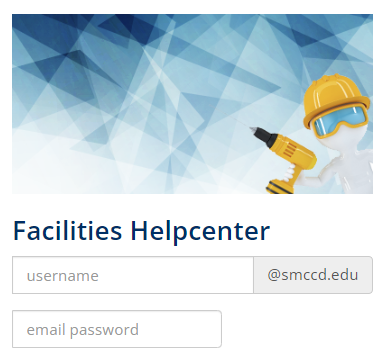 Facilities Helpcenter
username @smccd.edu
email password